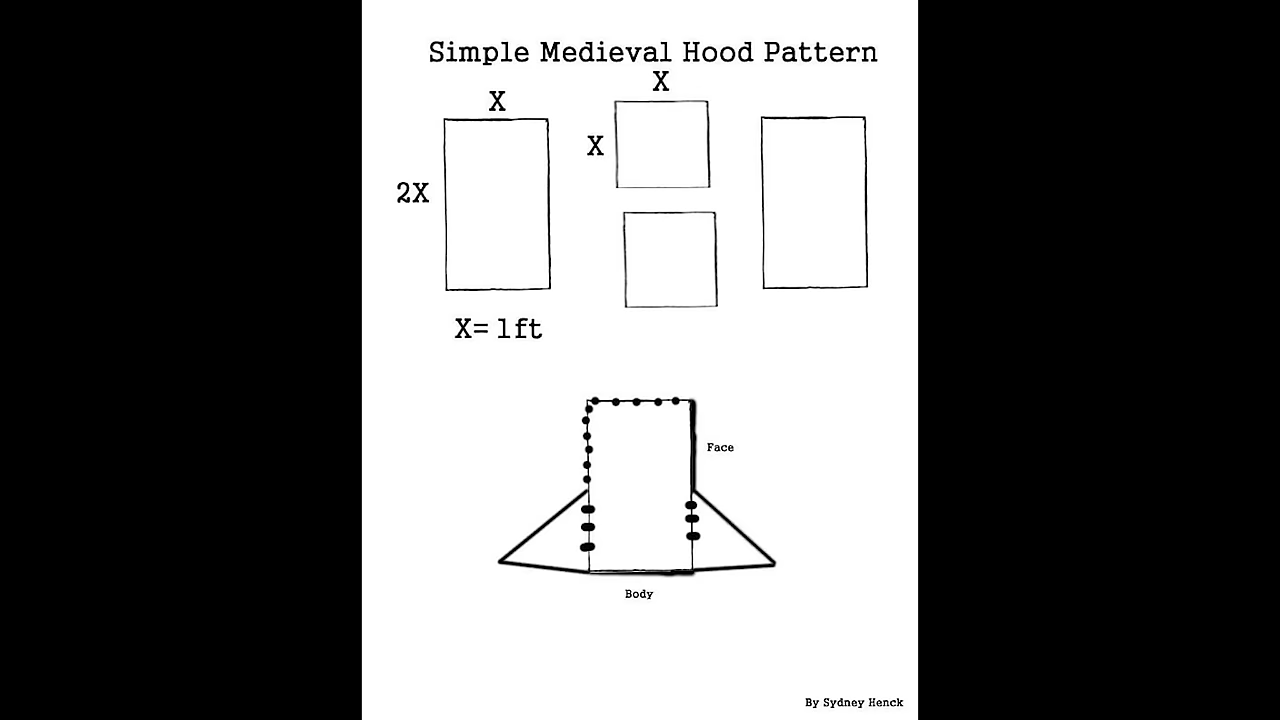 Simple Medieval Hood Pattern
X
X
X
2X
X= 1ft
Face
Body
By Sydney Henck